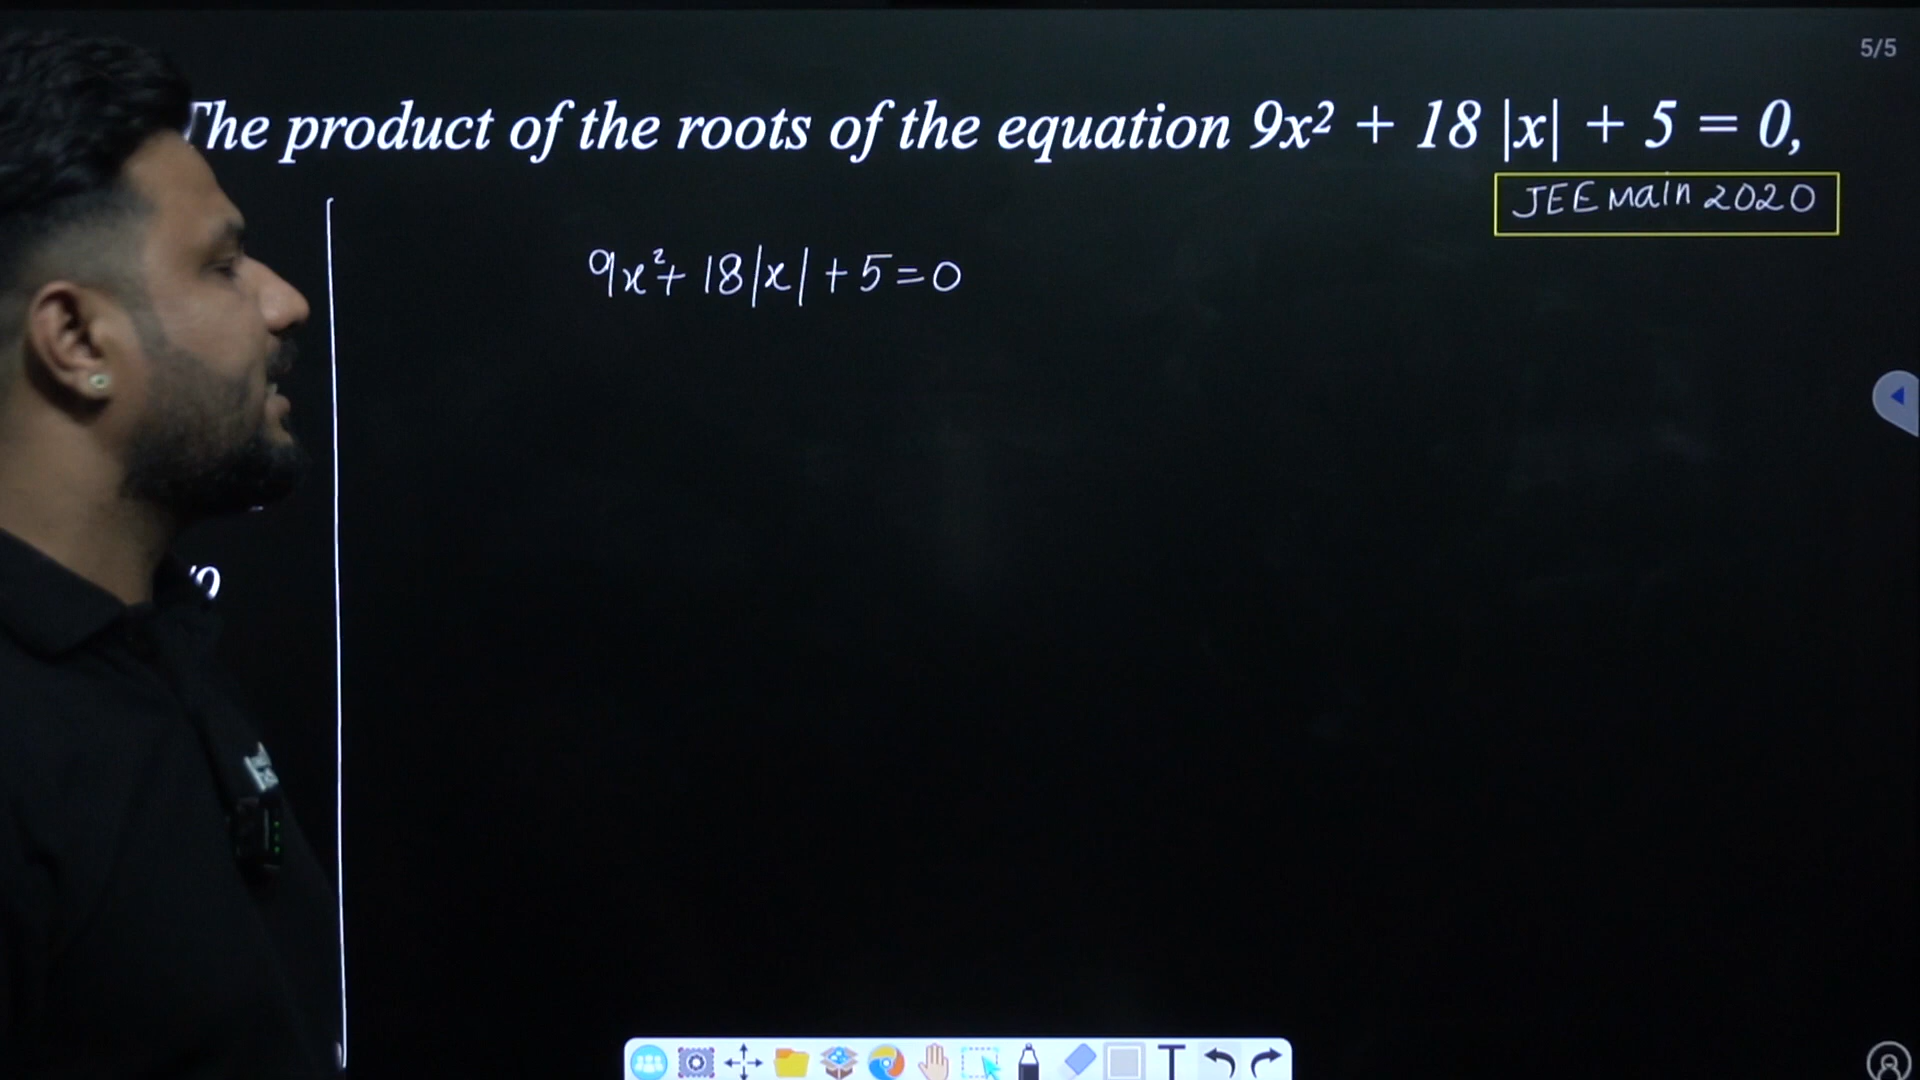 5/5
The product of the roots of the equation 9x² + 18 |x| + 5 = 0,
JEE Main 2020
9x² + 18|x| + 5 = 0